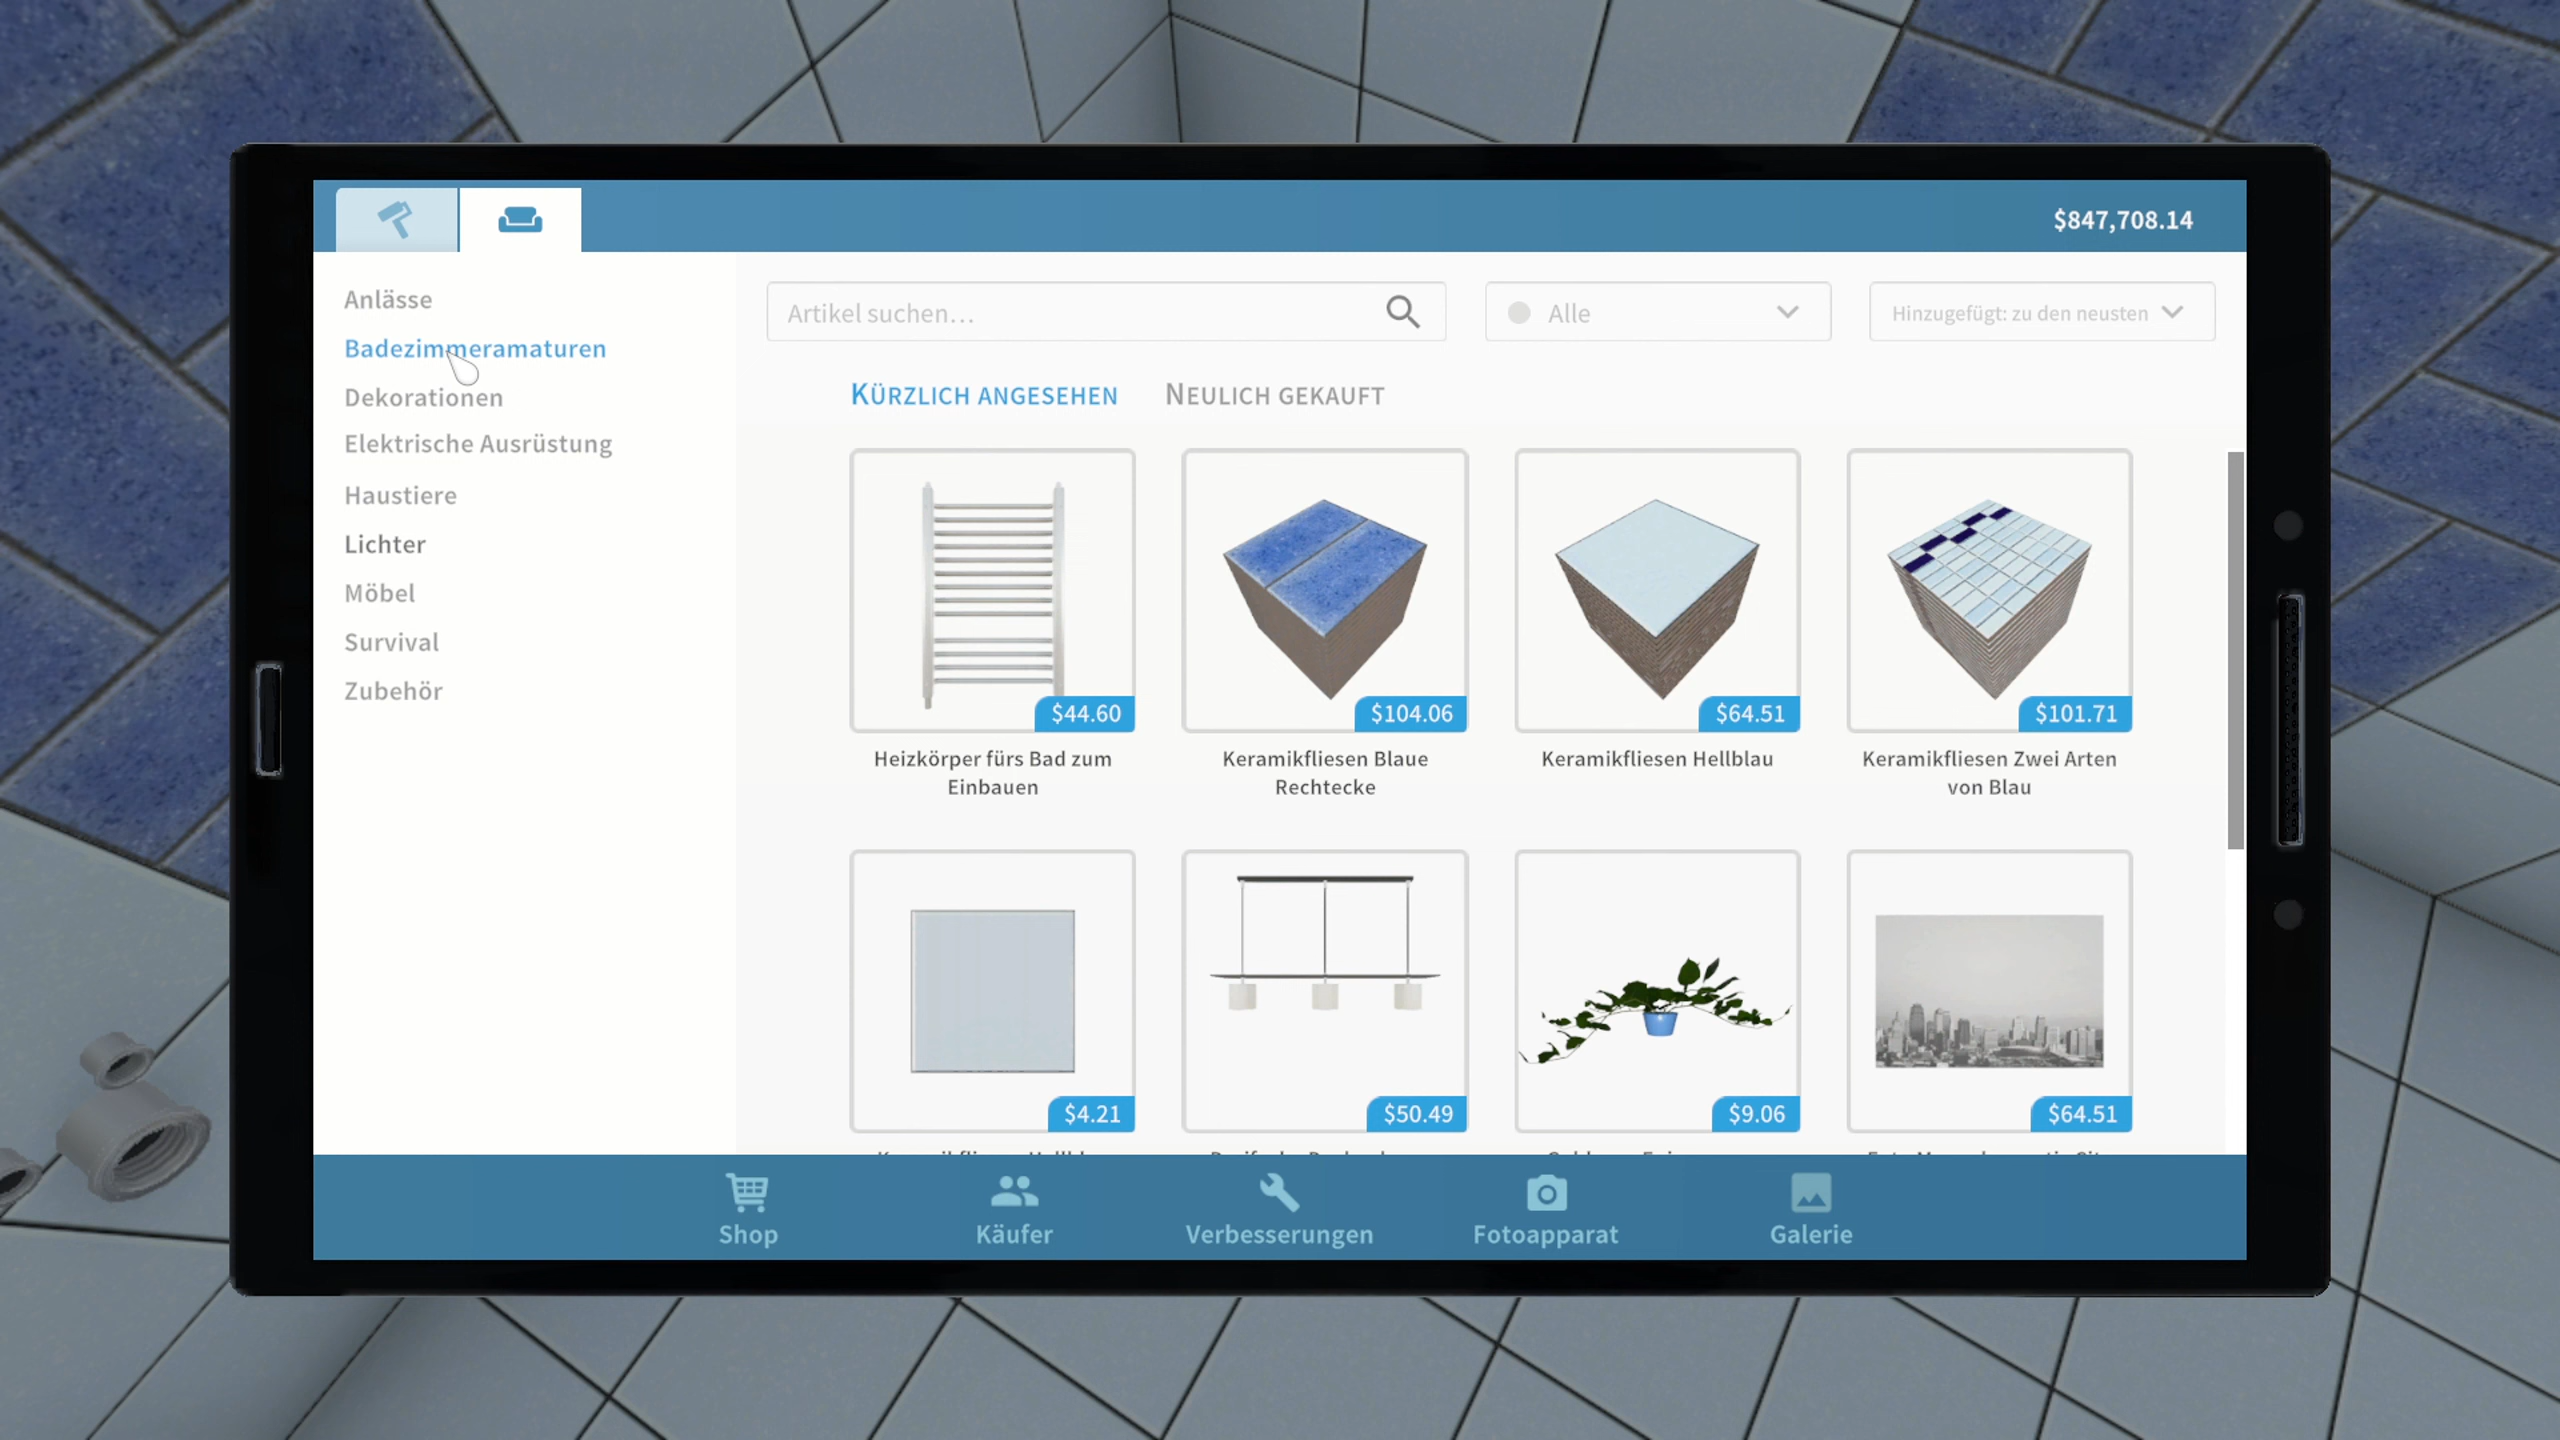 $847,708.14
Anlässe
Badezimmeramaturen
Dekorationen
Elektrische Ausrüstung
Haustiere
Lichter
Möbel
Survival
Zubehör
Artikel suchen...
Alle
Hinzugefügt: zu den neusten
KÜRZLICH ANGESEHEN
NEULICH GEKAUFT
$44.60
$104.06
$64.51
$101.71
Heizkörper fürs Bad zum
Einbauen
Keramikfliesen Blaue
Rechtecke
Keramikfliesen Hellblau
Keramikfliesen Zwei Arten
von Blau
$4.21
$50.49
$9.06
$64.51
Shop
Käufer
Verbesserungen
Fotoapparat
Galerie